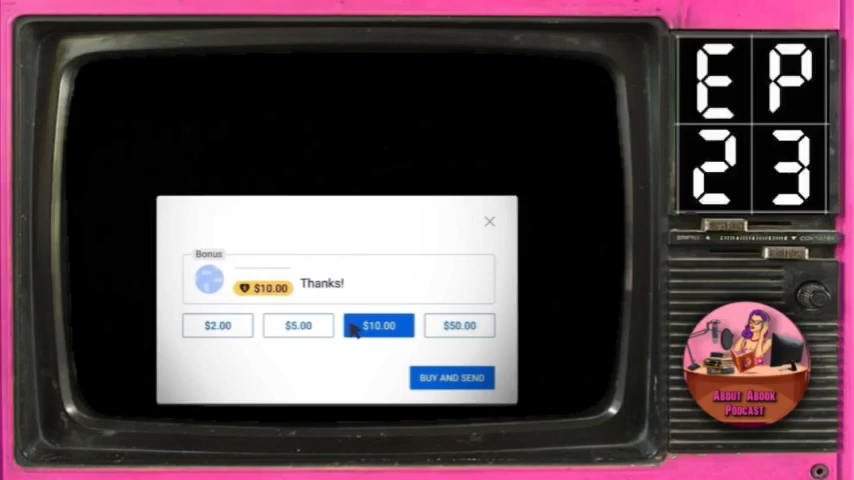 EP
23
Bonus
$10.00 Thanks!
$2.00 $5.00 $10.00 $50.00
BUY AND SEND
About Abook
Podcast